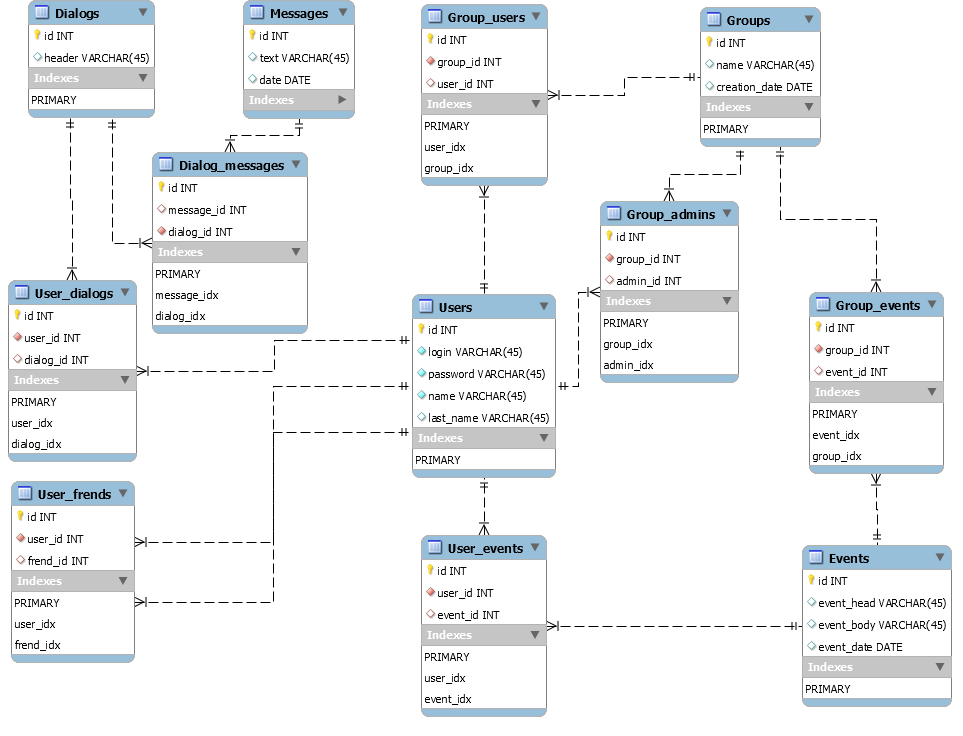 Dialogs
id INT
header VARCHAR(45)
Indexes
PRIMARY
Messages
id INT
text VARCHAR(45)
date DATE
Indexes
Group_users
id INT
group_id INT
user_id INT
Indexes
PRIMARY
user_idx
group_idx
Groups
id INT
name VARCHAR(45)
creation_date DATE
Indexes
PRIMARY
Dialog_messages
id INT
message_id INT
dialog_id INT
Indexes
PRIMARY
message_idx
dialog_idx
Group_admins
id INT
group_id INT
admin_id INT
Indexes
PRIMARY
group_idx
admin_idx
User_dialogs
id INT
user_id INT
dialog_id INT
Indexes
PRIMARY
user_idx
dialog_idx
Users
id INT
login VARCHAR(45)
password VARCHAR(45)
name VARCHAR(45)
last_name VARCHAR(45)
Indexes
PRIMARY
Group_events
id INT
group_id INT
event_id INT
Indexes
PRIMARY
event_idx
group_idx
User_frends
id INT
user_id INT
frend_id INT
Indexes
PRIMARY
user_idx
frend_idx
User_events
id INT
user_id INT
event_id INT
Indexes
PRIMARY
user_idx
event_idx
Events
id INT
event_head VARCHAR(45)
event_body VARCHAR(45)
event_date DATE
Indexes
PRIMARY